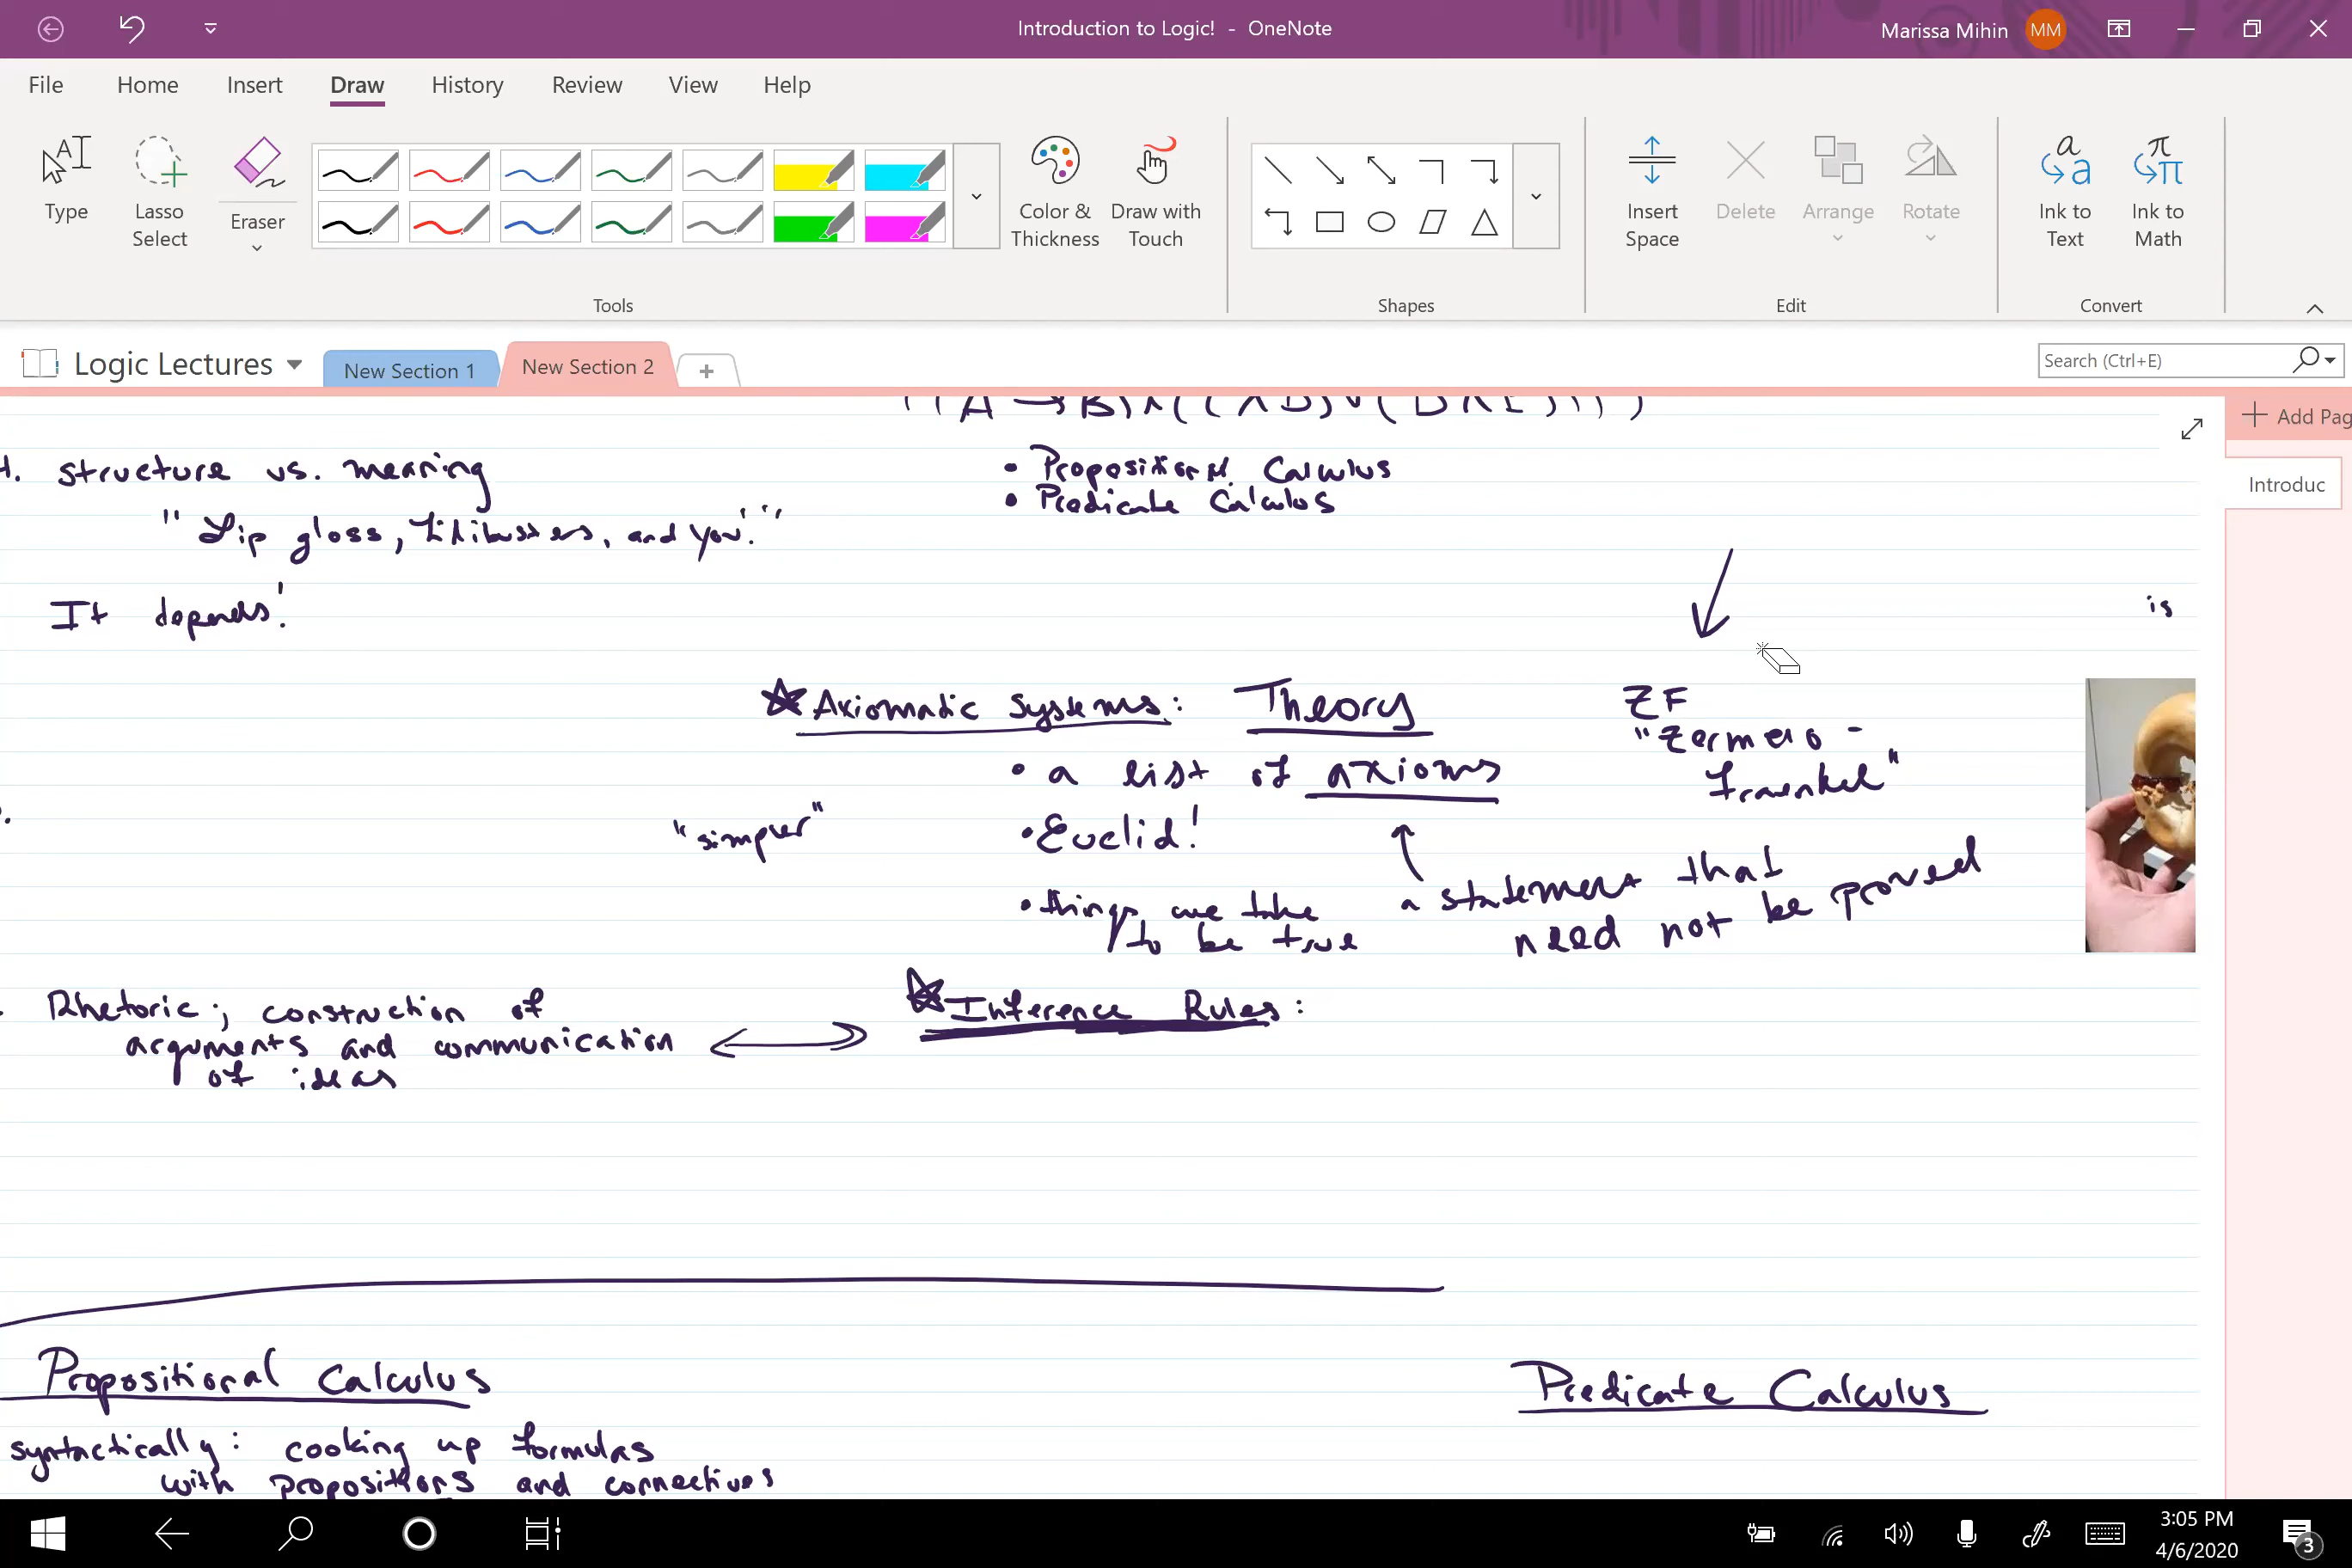 Introduction to Logic! - OneNote
Marissa Mihin
MM
File
Home
Insert
Draw
History
Review
View
Help
Type
Lasso
Select
Eraser
Color &
Thickness
Draw with
Touch
Insert
Space
Delete
Arrange
Rotate
Ink to
Text
Ink to
Math
Tools
Shapes
Edit
Convert
Logic Lectures
New Section 1
New Section 2
Search (Ctrl+E)
Add Pag
Introduc
4. structure vs. meaning
"Lip gloss, filibusters, and you!"
It depends!
• Propositional Calculus
• Predicate Calculus
is
Axiomatic Systems: Theory
• a list of axioms
• Euclid!
• things we take
to be true
"simpler"
ZF
"Zermelo-
Fraenkel"
a statement that
need not be proved
Rhetoric; construction of
arguments and communication
of ideas
Inference Rules:
Propositional Calculus
syntactically: cooking up formulas
with propositions and connectives
Predicate Calculus
3:05 PM
4/6/2020
3